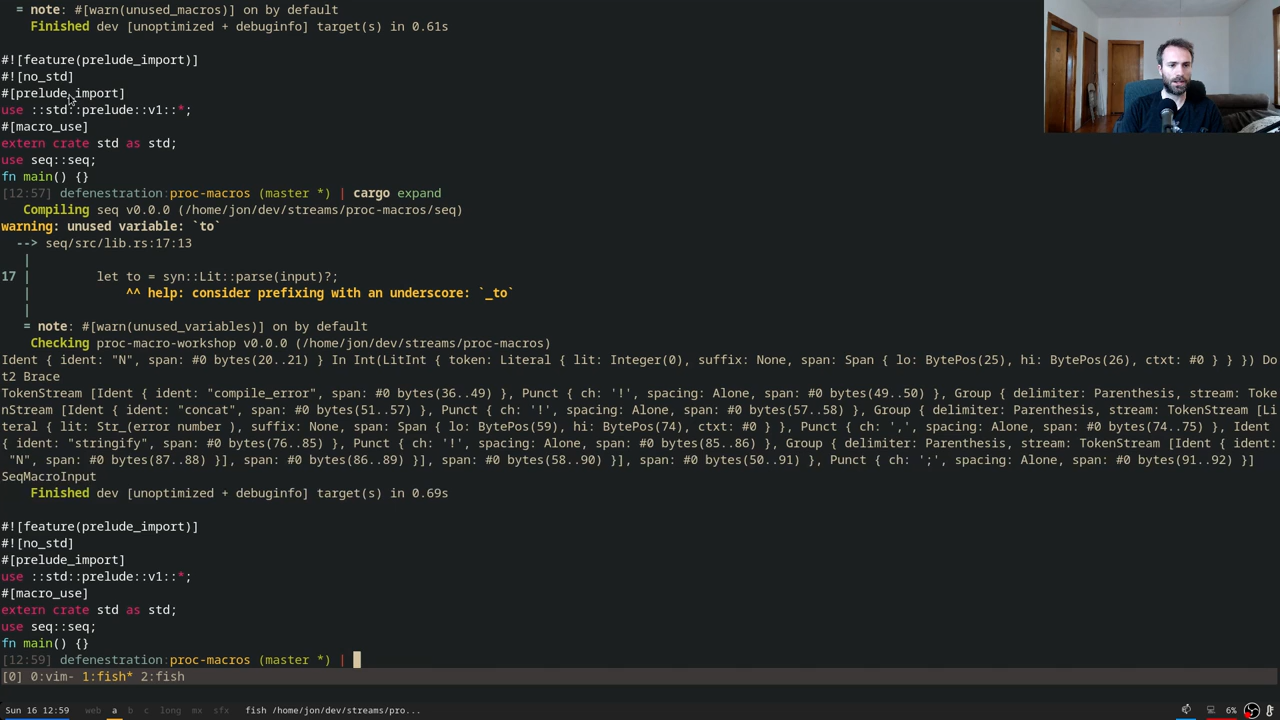 = note: #[warn(unused_macros)] on by default
    Finished dev [unoptimized + debuginfo] target(s) in 0.61s

#![feature(prelude_import)]
#![no_std]
#[prelude_import]
use ::std::prelude::v1::*;
#[macro_use]
extern crate std as std;
use seq::seq;
fn main() {}
[12:57] defenestration:proc-macros (master *) | cargo expand
   Compiling seq v0.0.0 (/home/jon/dev/streams/proc-macros/seq)
warning: unused variable: `to`
  --> seq/src/lib.rs:17:13
   |
17 |         let to = syn::Lit::parse(input)?;
   |             ^^ help: consider prefixing with an underscore: `_to`
   |
   = note: #[warn(unused_variables)] on by default
    Checking proc-macro-workshop v0.0.0 (/home/jon/dev/streams/proc-macros)
Ident { ident: "N", span: #0 bytes(20..21) } In Int(LitInt { token: Literal { lit: Integer(0), suffix: None, span: Span { lo: BytePos(25), hi: BytePos(26), ctxt: #0 } } }) Do
t2 Brace
TokenStream [Ident { ident: "compile_error", span: #0 bytes(36..49) }, Punct { ch: '!', spacing: Alone, span: #0 bytes(49..50) }, Group { delimiter: Parenthesis, stream: Toke
nStream [Ident { ident: "concat", span: #0 bytes(51..57) }, Punct { ch: '!', spacing: Alone, span: #0 bytes(57..58) }, Group { delimiter: Parenthesis, stream: TokenStream [Li
teral { lit: Str_(error number ), suffix: None, span: Span { lo: BytePos(59), hi: BytePos(74), ctxt: #0 } }, Punct { ch: ',', spacing: Alone, span: #0 bytes(74..75) }, Ident
{ ident: "stringify", span: #0 bytes(76..85) }, Punct { ch: '!', spacing: Alone, span: #0 bytes(85..86) }, Group { delimiter: Parenthesis, stream: TokenStream [Ident { ident:
 "N", span: #0 bytes(87..88) }], span: #0 bytes(86..89) }], span: #0 bytes(58..90) }], span: #0 bytes(50..91) }, Punct { ch: ';', spacing: Alone, span: #0 bytes(91..92) }]
SeqMacroInput
    Finished dev [unoptimized + debuginfo] target(s) in 0.69s

#![feature(prelude_import)]
#![no_std]
#[prelude_import]
use ::std::prelude::v1::*;
#[macro_use]
extern crate std as std;
use seq::seq;
fn main() {}
[12:59] defenestration:proc-macros (master *) |
[0] 0:vim- 1:fish* 2:fish
Sun 16 12:59 web a b c long mx sfx fish /home/jon/dev/streams/pro... 6%